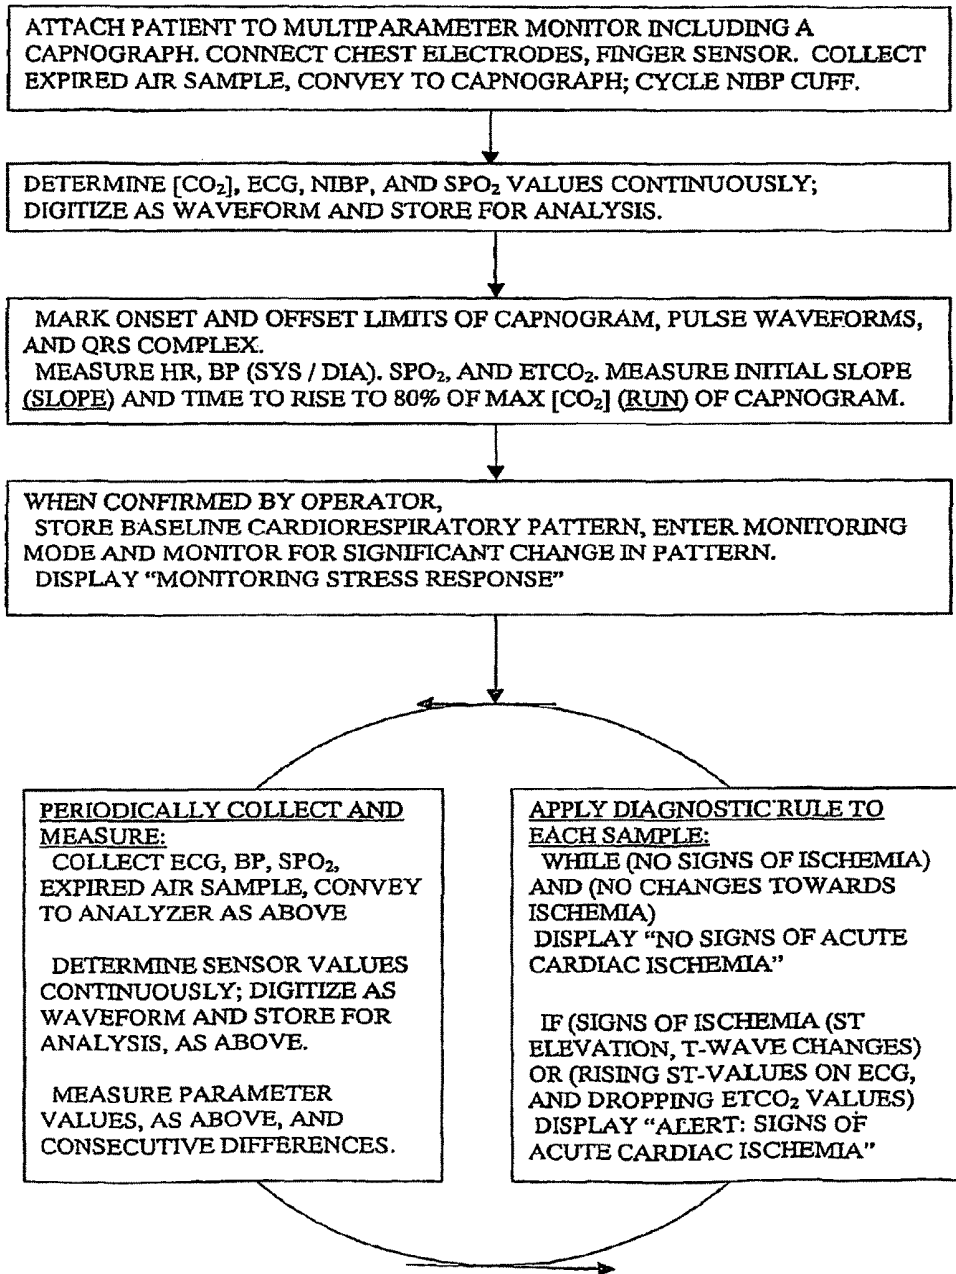 ATTACH PATIENT TO MULTIPARAMETER MONITOR INCLUDING A
CAPNOGRAPH. CONNECT CHEST ELECTRODES, FINGER SENSOR. COLLECT
EXPIRED AIR SAMPLE, CONVEY TO CAPNOGRAPH; CYCLE NIBP CUFF.
DETERMINE [CO₂], ECG, NIBP, AND SPO₂ VALUES CONTINUOUSLY;
DIGITIZE AS WAVEFORM AND STORE FOR ANALYSIS.
MARK ONSET AND OFFSET LIMITS OF CAPNOGRAM, PULSE WAVEFORMS,
AND QRS COMPLEX.
MEASURE HR, BP (SYS / DIA). SPO₂, AND ETCO₂. MEASURE INITIAL SLOPE
(SLOPE) AND TIME TO RISE TO 80% OF MAX [CO₂] (RUN) OF CAPNOGRAM.
WHEN CONFIRMED BY OPERATOR,
STORE BASELINE CARDIORESPIRATORY PATTERN, ENTER MONITORING
MODE AND MONITOR FOR SIGNIFICANT CHANGE IN PATTERN.
DISPLAY “MONITORING STRESS RESPONSE”
PERIODICALLY COLLECT AND
MEASURE:
COLLECT ECG, BP, SPO₂,
EXPIRED AIR SAMPLE, CONVEY
TO ANALYZER AS ABOVE
DETERMINE SENSOR VALUES
CONTINUOUSLY; DIGITIZE AS
WAVEFORM AND STORE FOR
ANALYSIS, AS ABOVE.
MEASURE PARAMETER
VALUES, AS ABOVE, AND
CONSECUTIVE DIFFERENCES.
APPLY DIAGNOSTIC RULE TO
EACH SAMPLE:
WHILE (NO SIGNS OF ISCHEMIA)
AND (NO CHANGES TOWARDS
ISCHEMIA)
DISPLAY “NO SIGNS OF ACUTE
CARDIAC ISCHEMIA”
IF (SIGNS OF ISCHEMIA (ST
ELEVATION, T-WAVE CHANGES)
OR (RISING ST-VALUES ON ECG,
AND DROPPING ETCO₂ VALUES)
DISPLAY “ALERT: SIGNS OF
ACUTE CARDIAC ISCHEMIA”